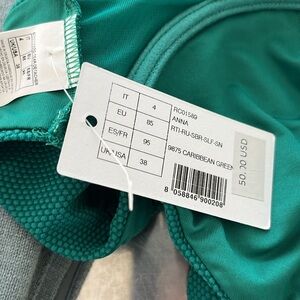 IT 4
EU 85
ES/FR 95
UK/USA 38
RC01589
ANNA
RTI-RU-SBR-SLF-SN
9875 CARIBBEAN GREEN
50.00 USD
8 058846 900208